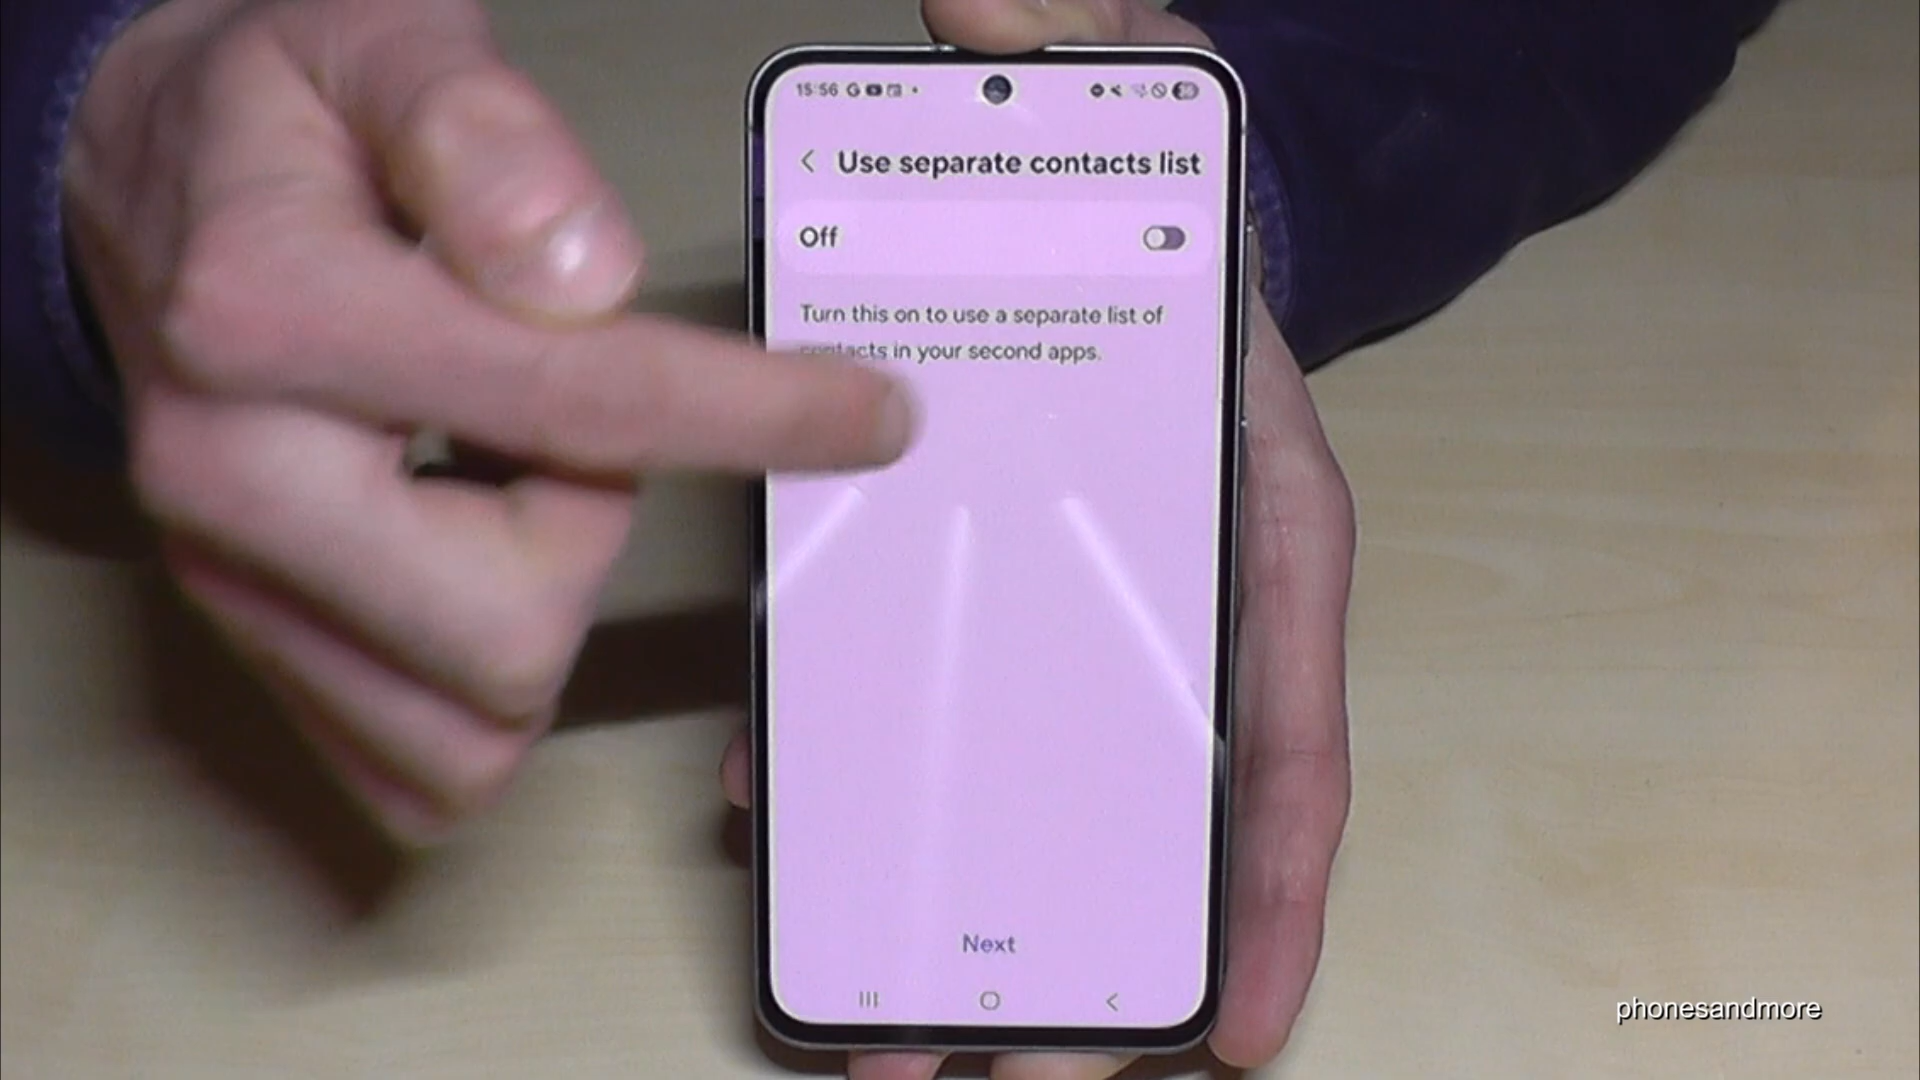 15:56
Use separate contacts list
Off
Turn this on to use a separate list of
contacts in your second apps.
Next
phonesandmore